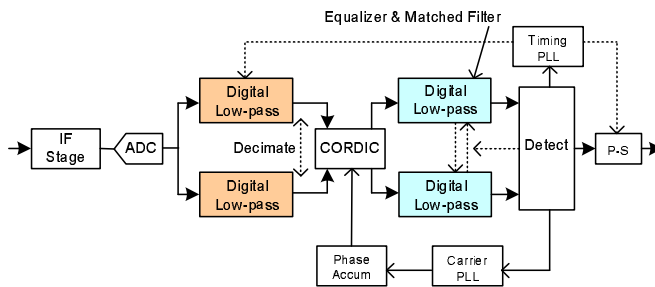 Equalizer & Matched Filter
Timing
PLL
Digital
Low-pass
Digital
Low-pass
IF
Stage
ADC
Decimate
CORDIC
Detect
P-S
Digital
Low-pass
Digital
Low-pass
Phase
Accum
Carrier
PLL